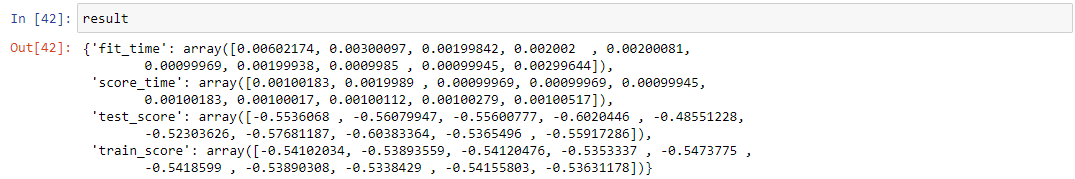 In [42]: result
Out[42]: {'fit_time': array([0.00602174, 0.00300097, 0.00199842, 0.002002  , 0.00200081,
        0.00099969, 0.00199938, 0.0009985 , 0.00099945, 0.00299644]),
 'score_time': array([0.00100183, 0.0019989 , 0.00099969, 0.00099969, 0.00099945,
        0.00100183, 0.00100017, 0.00100112, 0.00100279, 0.00100517]),
 'test_score': array([-0.5536068 , -0.56079947, -0.55600777, -0.6020446 , -0.48551228,
        -0.52303626, -0.57681187, -0.60383364, -0.5365496 , -0.55917286]),
 'train_score': array([-0.54102034, -0.53893559, -0.54120476, -0.5353337 , -0.5473775 ,
        -0.5418599 , -0.53890308, -0.5338429 , -0.54155803, -0.53631178])}